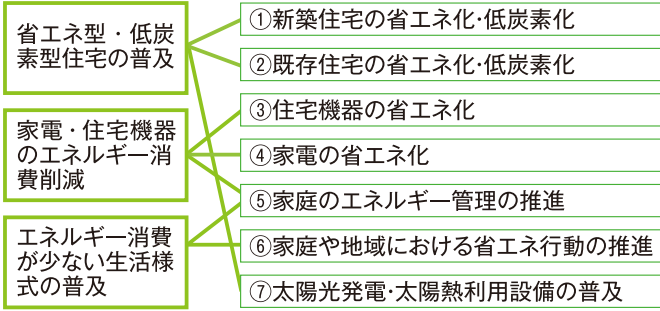 省エネ型・低炭
素型住宅の普及
家電・住宅機器
のエネルギー消
費削減
エネルギー消費
が少ない生活様
式の普及
①新築住宅の省エネ化・低炭素化
②既存住宅の省エネ化・低炭素化
③住宅機器の省エネ化
④家電の省エネ化
⑤家庭のエネルギー管理の推進
⑥家庭や地域における省エネ行動の推進
⑦太陽光発電・太陽熱利用設備の普及